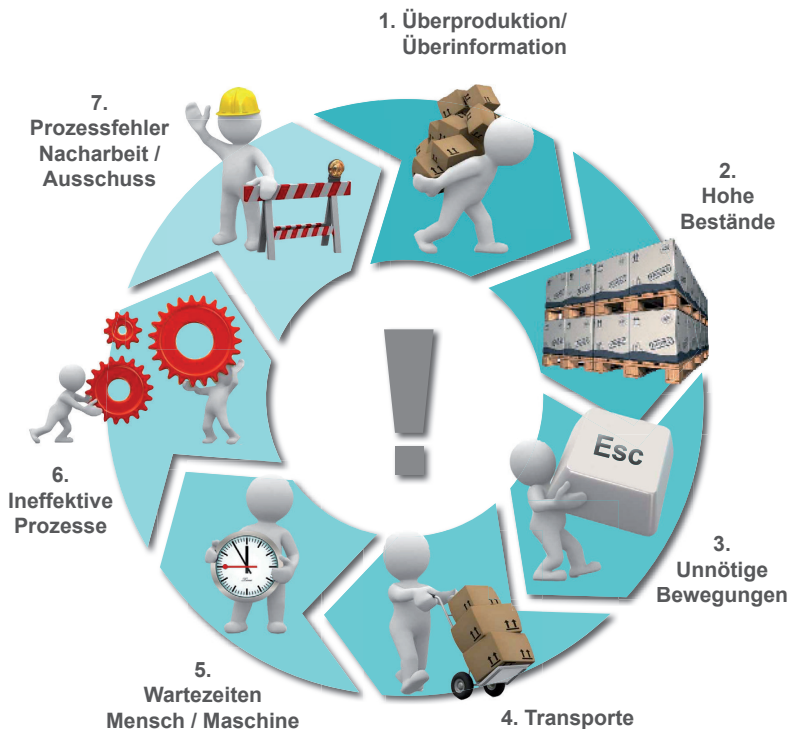 1. Überproduktion/
Überinformation
2.
Hohe
Bestände
Esc
3.
Unnötige
Bewegungen
4. Transporte
5.
Wartezeiten
Mensch / Maschine
6.
Ineffektive
Prozesse
7.
Prozessfehler
Nacharbeit /
Ausschuss